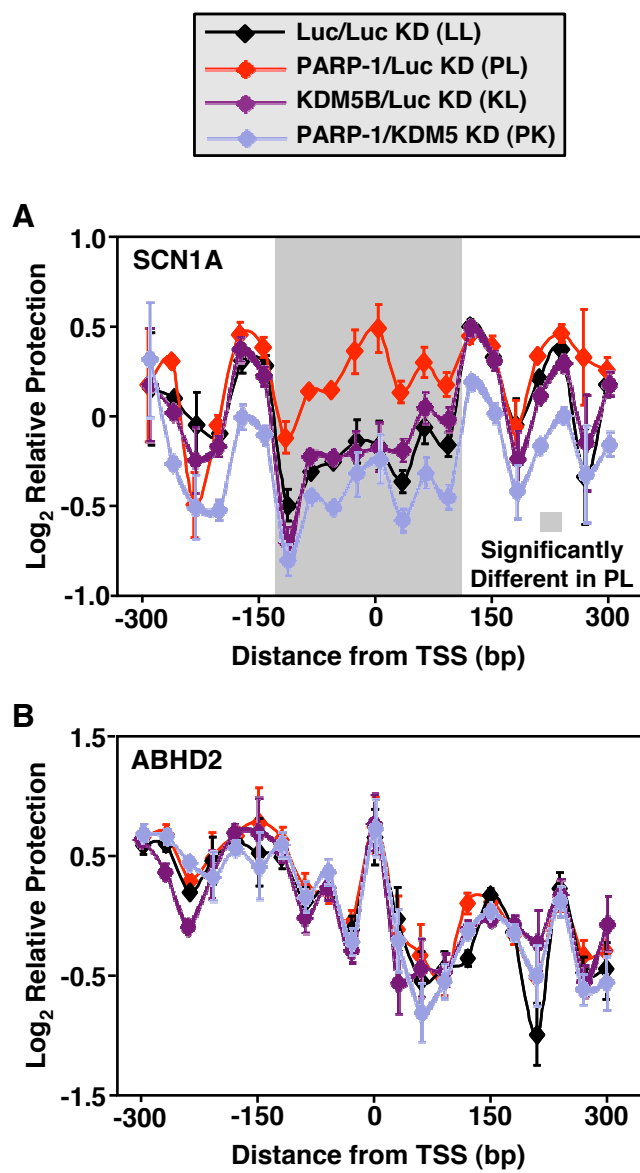 Luc/Luc KD (LL)
PARP-1/Luc KD (PL)
KDM5B/Luc KD (KL)
PARP-1/KDM5 KD (PK)
A
SCN1A
1.0
0.5
0
-0.5
-1.0
Log2 Relative Protection
Significantly
Different in PL
-300 -150 0 150 300
Distance from TSS (bp)
B
ABHD2
1.5
0.5
-0.5
-1.5
Log2 Relative Protection
-300 -150 0 150 300
Distance from TSS (bp)